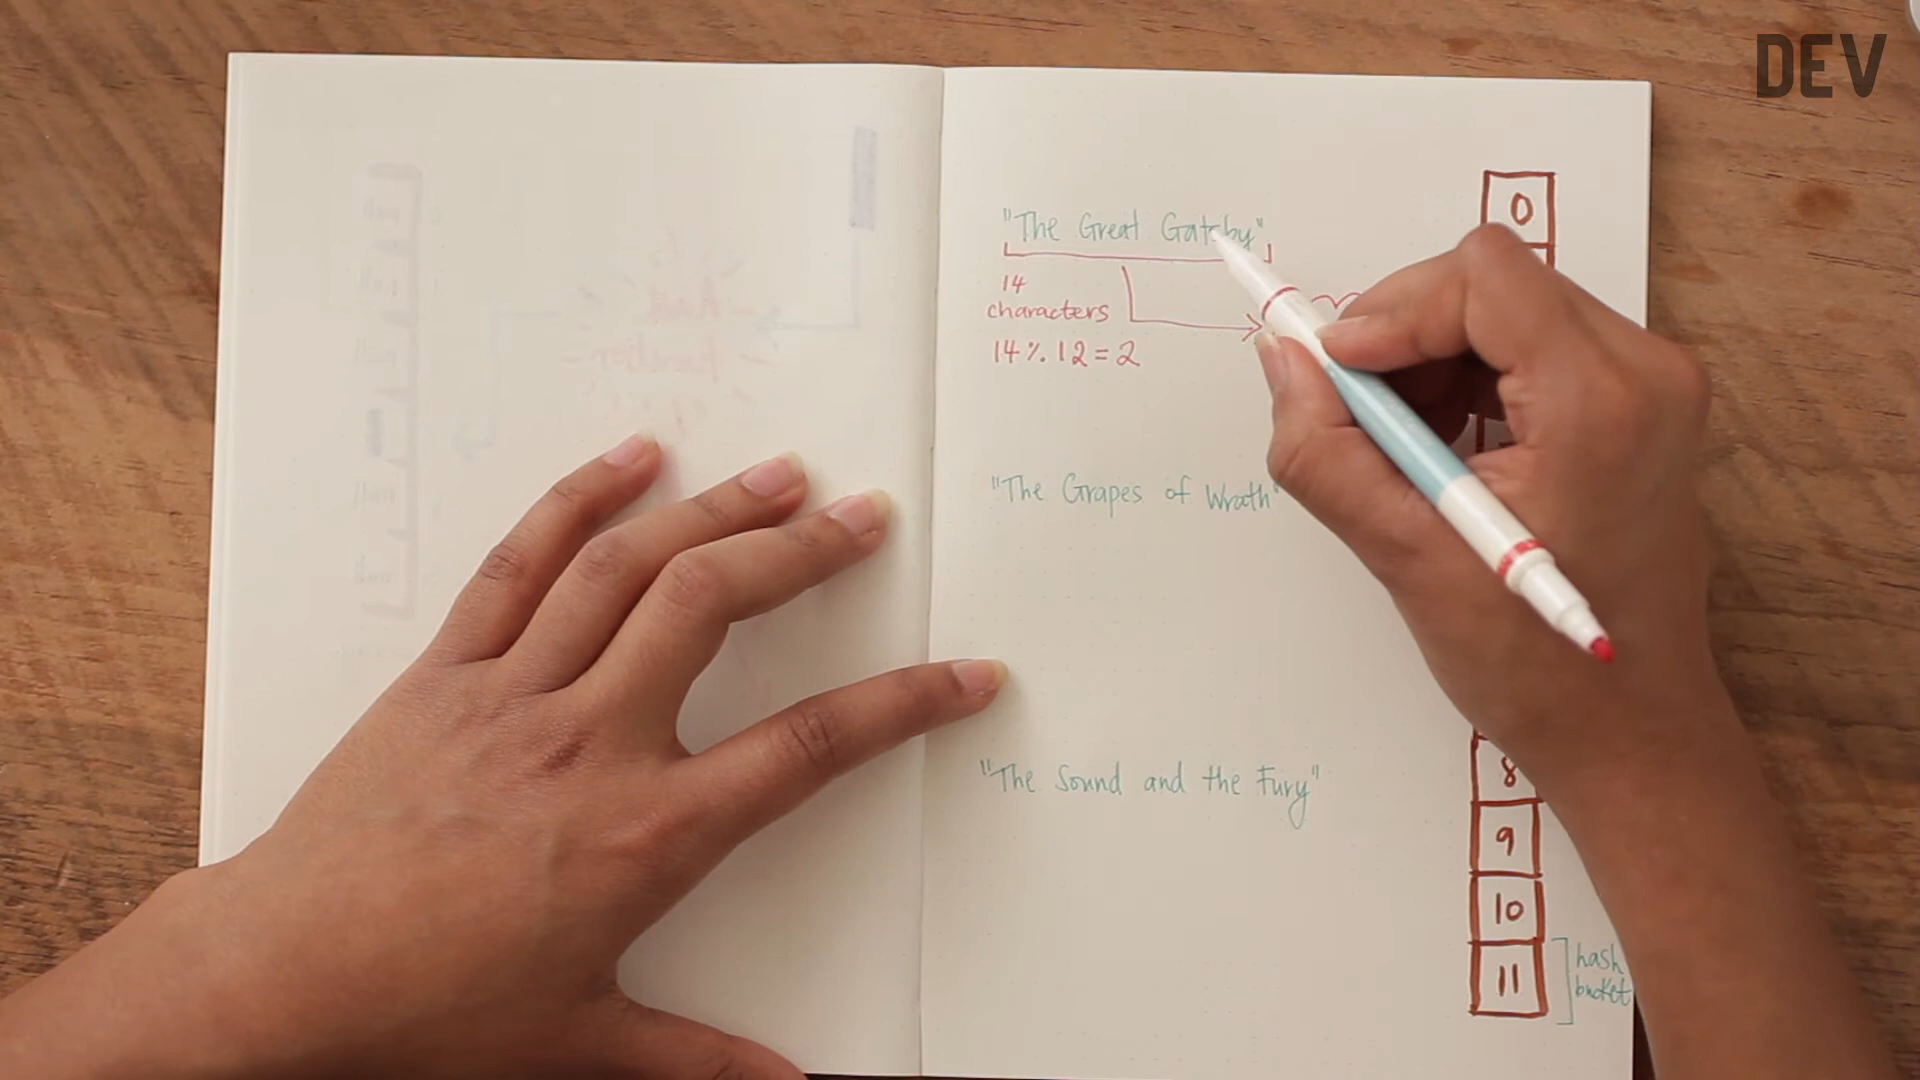 DEV
"The Great Gatsby"
14
characters
14 % 12 = 2
"The Grapes of Wrath"
"The Sound and the Fury"
0
8
9
10
11
hash
bucket